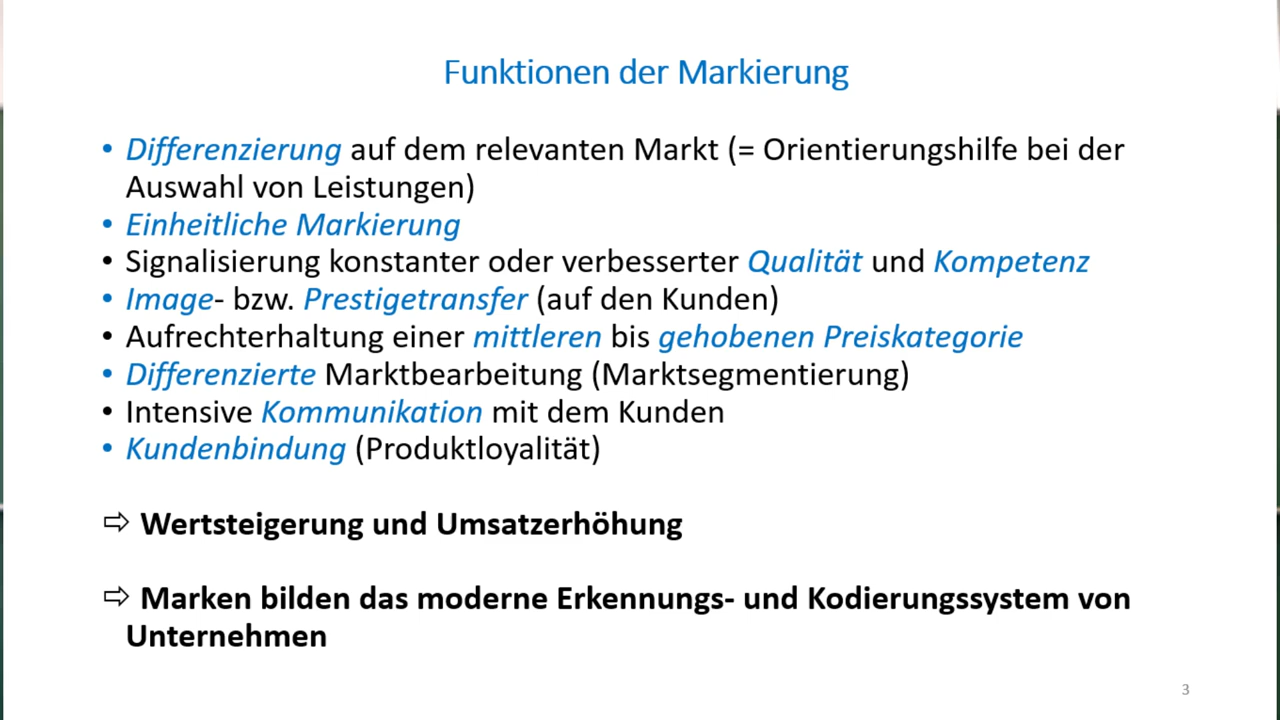 Funktionen der Markierung
• Differenzierung auf dem relevanten Markt (= Orientierungshilfe bei der
Auswahl von Leistungen)
• Einheitliche Markierung
• Signalisierung konstanter oder verbesserter Qualität und Kompetenz
• Image- bzw. Prestigetransfer (auf den Kunden)
• Aufrechterhaltung einer mittleren bis gehobenen Preiskategorie
• Differenzierte Marktbearbeitung (Marktsegmentierung)
• Intensive Kommunikation mit dem Kunden
• Kundenbindung (Produktloyalität)
⇨ Wertsteigerung und Umsatzerhöhung
⇨ Marken bilden das moderne Erkennungs- und Kodierungssystem von
Unternehmen
3